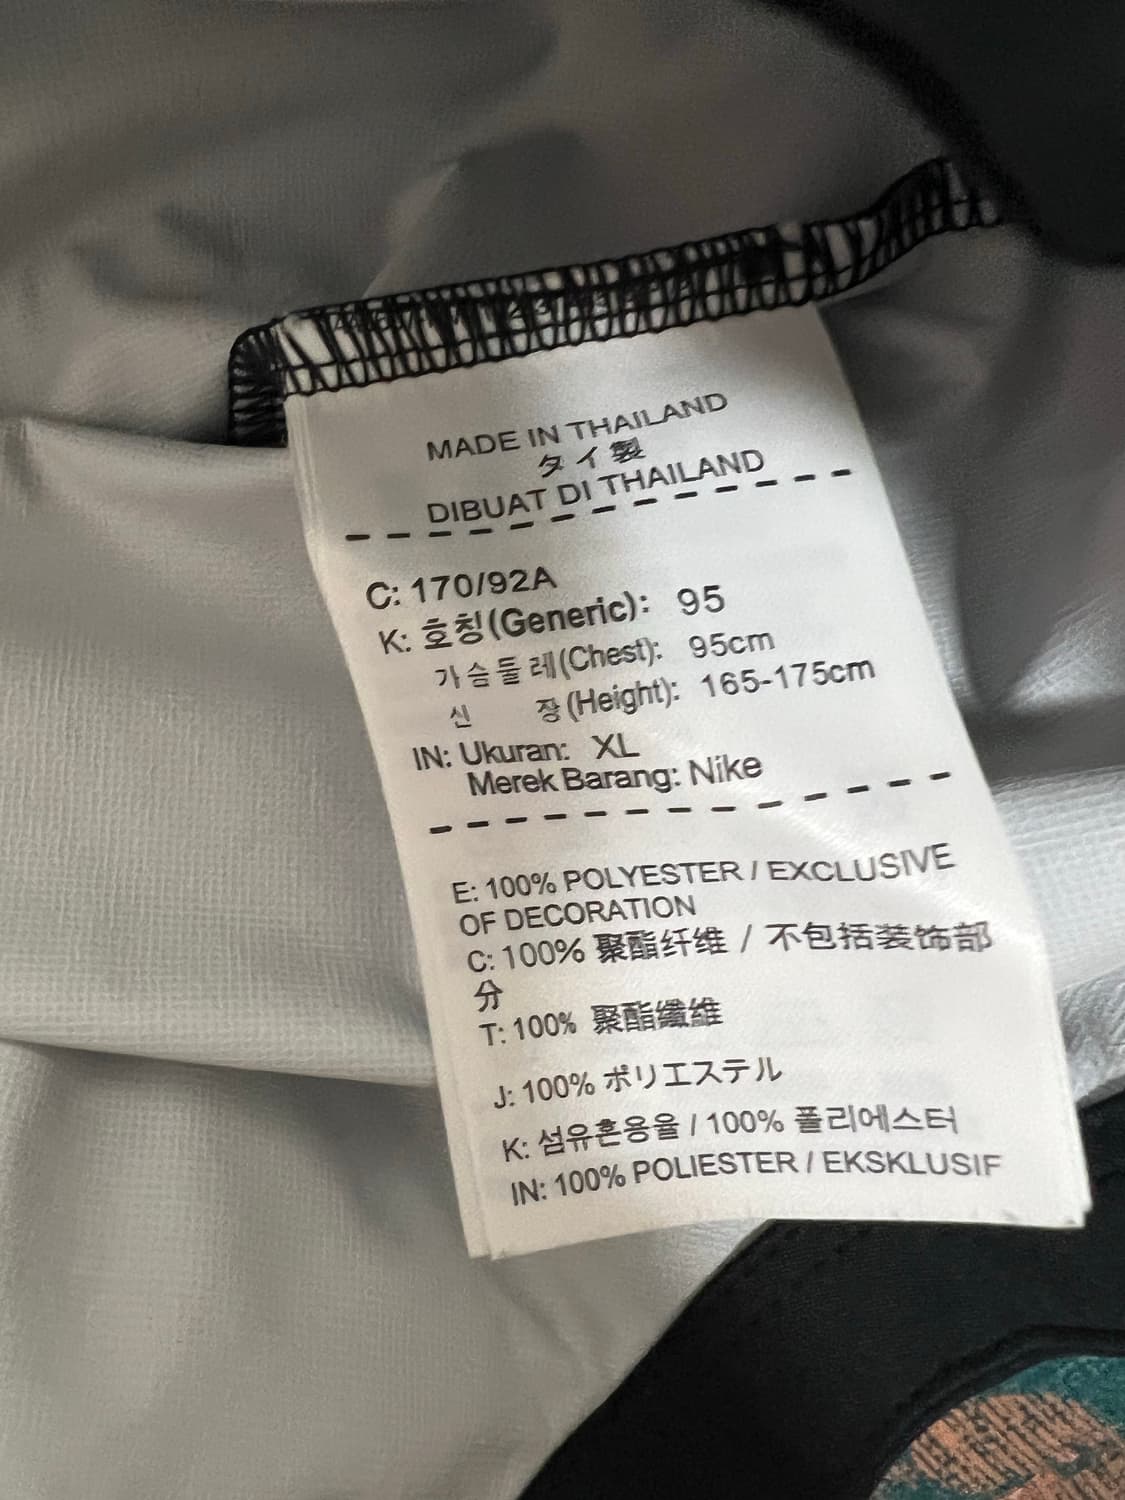 MADE IN THAILAND
タイ製
DIBUAT DI THAILAND
C: 170/92A
K: 호칭(Generic): 95
가슴둘레(Chest): 95cm
신 장(Height): 165-175cm
IN: Ukuran: XL
Merek Barang: Nike
E: 100% POLYESTER / EXCLUSIVE
OF DECORATION
C: 100% 聚酯纤维 / 不包括装饰部
分
T: 100% 聚酯纖維
J: 100% ポリエステル
K: 섬유혼용율 / 100% 폴리에스터
IN: 100% POLIESTER / EKSKLUSIF